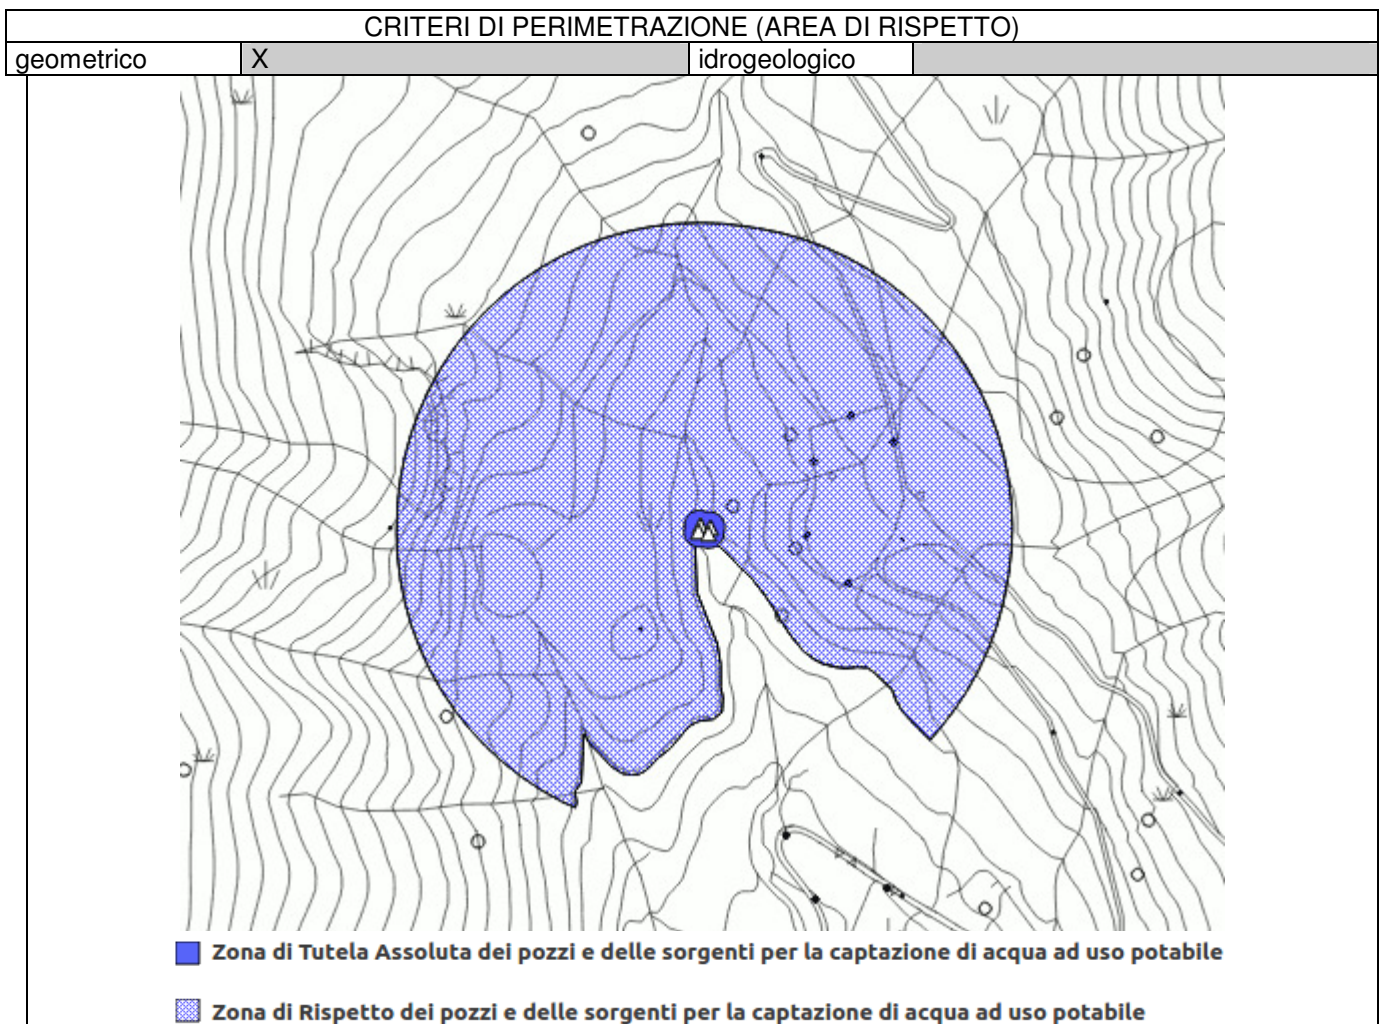 CRITERI DI PERIMETRAZIONE (AREA DI RISPETTO)
geometrico X idrogeologico
Zona di Tutela Assoluta dei pozzi e delle sorgenti per la captazione di acqua ad uso potabile
Zona di Rispetto dei pozzi e delle sorgenti per la captazione di acqua ad uso potabile